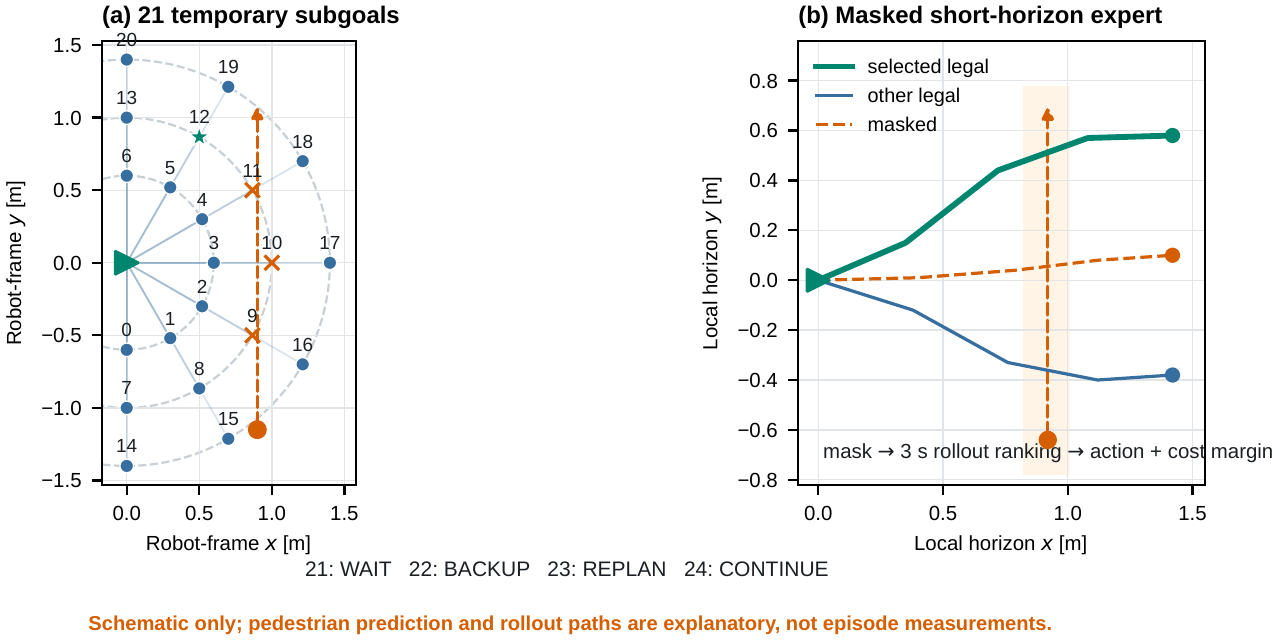 (a) 21 temporary subgoals
1.5
1.0
0.5
0.0
−0.5
−1.0
−1.5
Robot-frame y [m]
20
19
13
12
18
6
5
11
4
3
10
17
2
0
1
9
16
7
8
15
14
0.0 0.5 1.0 1.5
Robot-frame x [m]
(b) Masked short-horizon expert
selected legal
other legal
masked
0.8
0.6
0.4
0.2
0.0
−0.2
−0.4
−0.6
−0.8
Local horizon y [m]
mask → 3 s rollout ranking → action + cost margin
0.0 0.5 1.0 1.5
Local horizon x [m]
21: WAIT 22: BACKUP 23: REPLAN 24: CONTINUE
Schematic only; pedestrian prediction and rollout paths are explanatory, not episode measurements.